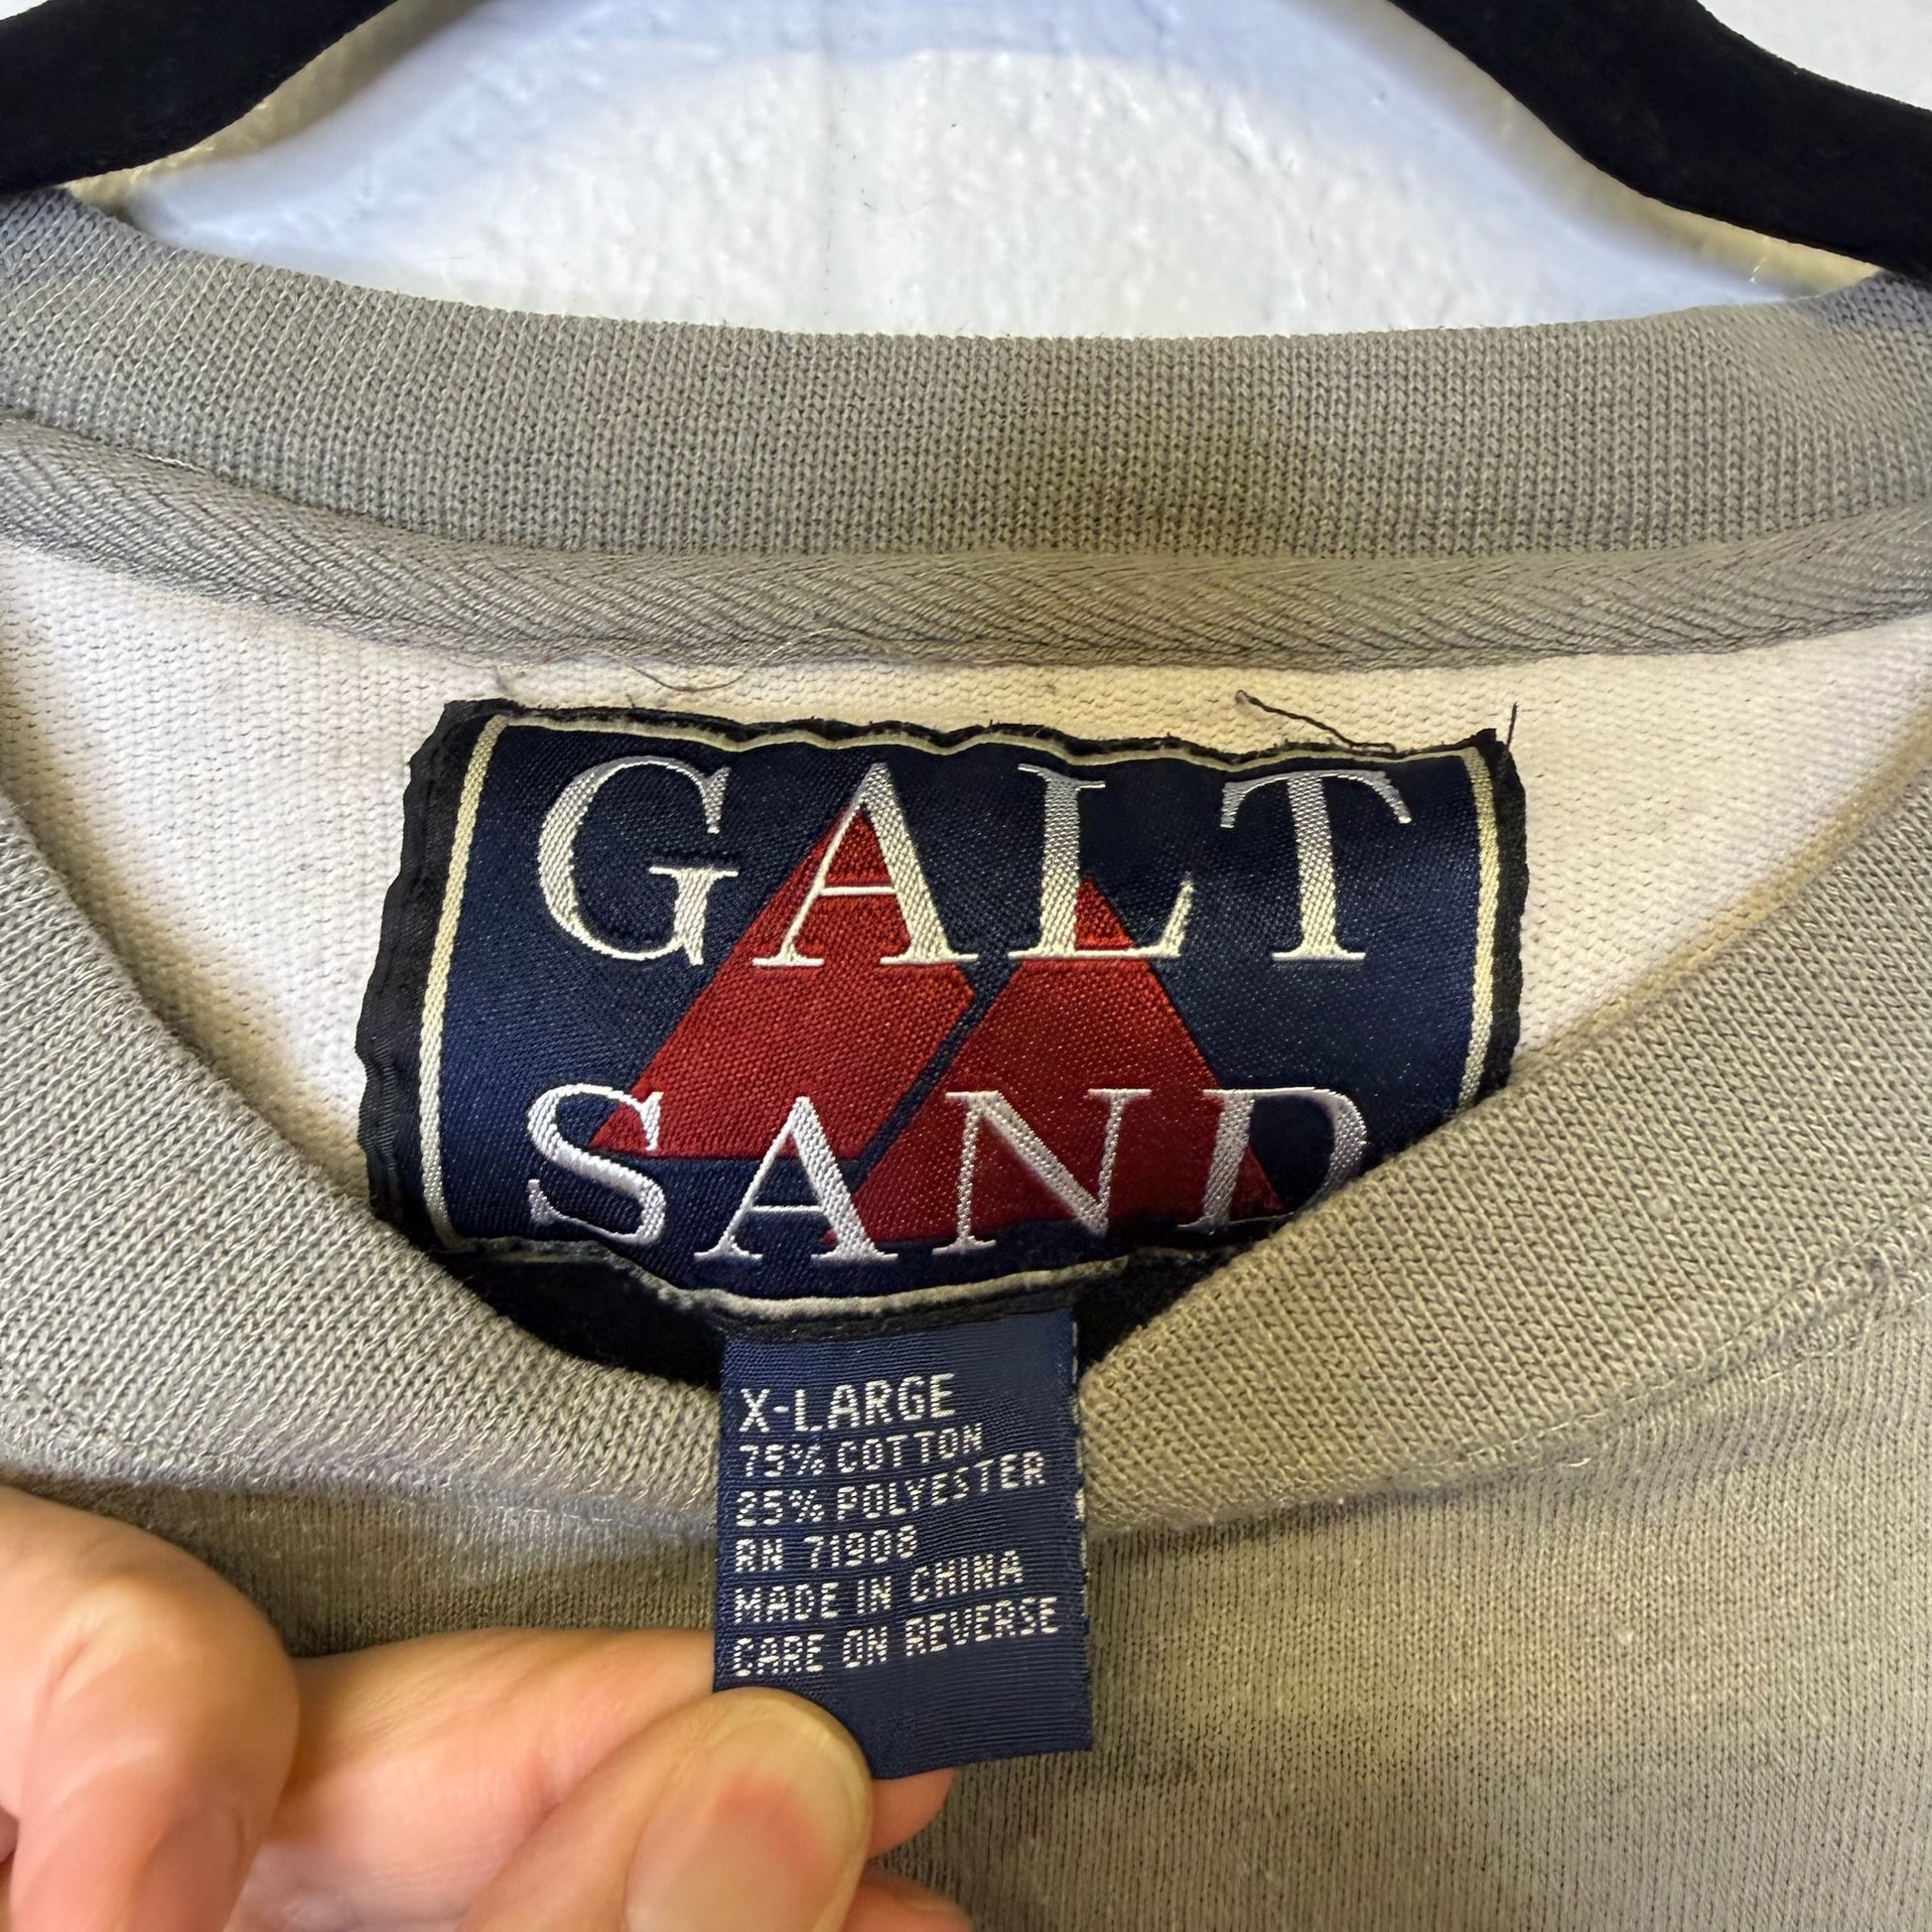 GALT
SAND
X-LARGE
75% COTTON
25% POLYESTER
RN 71908
MADE IN CHINA
CARE ON REVERSE